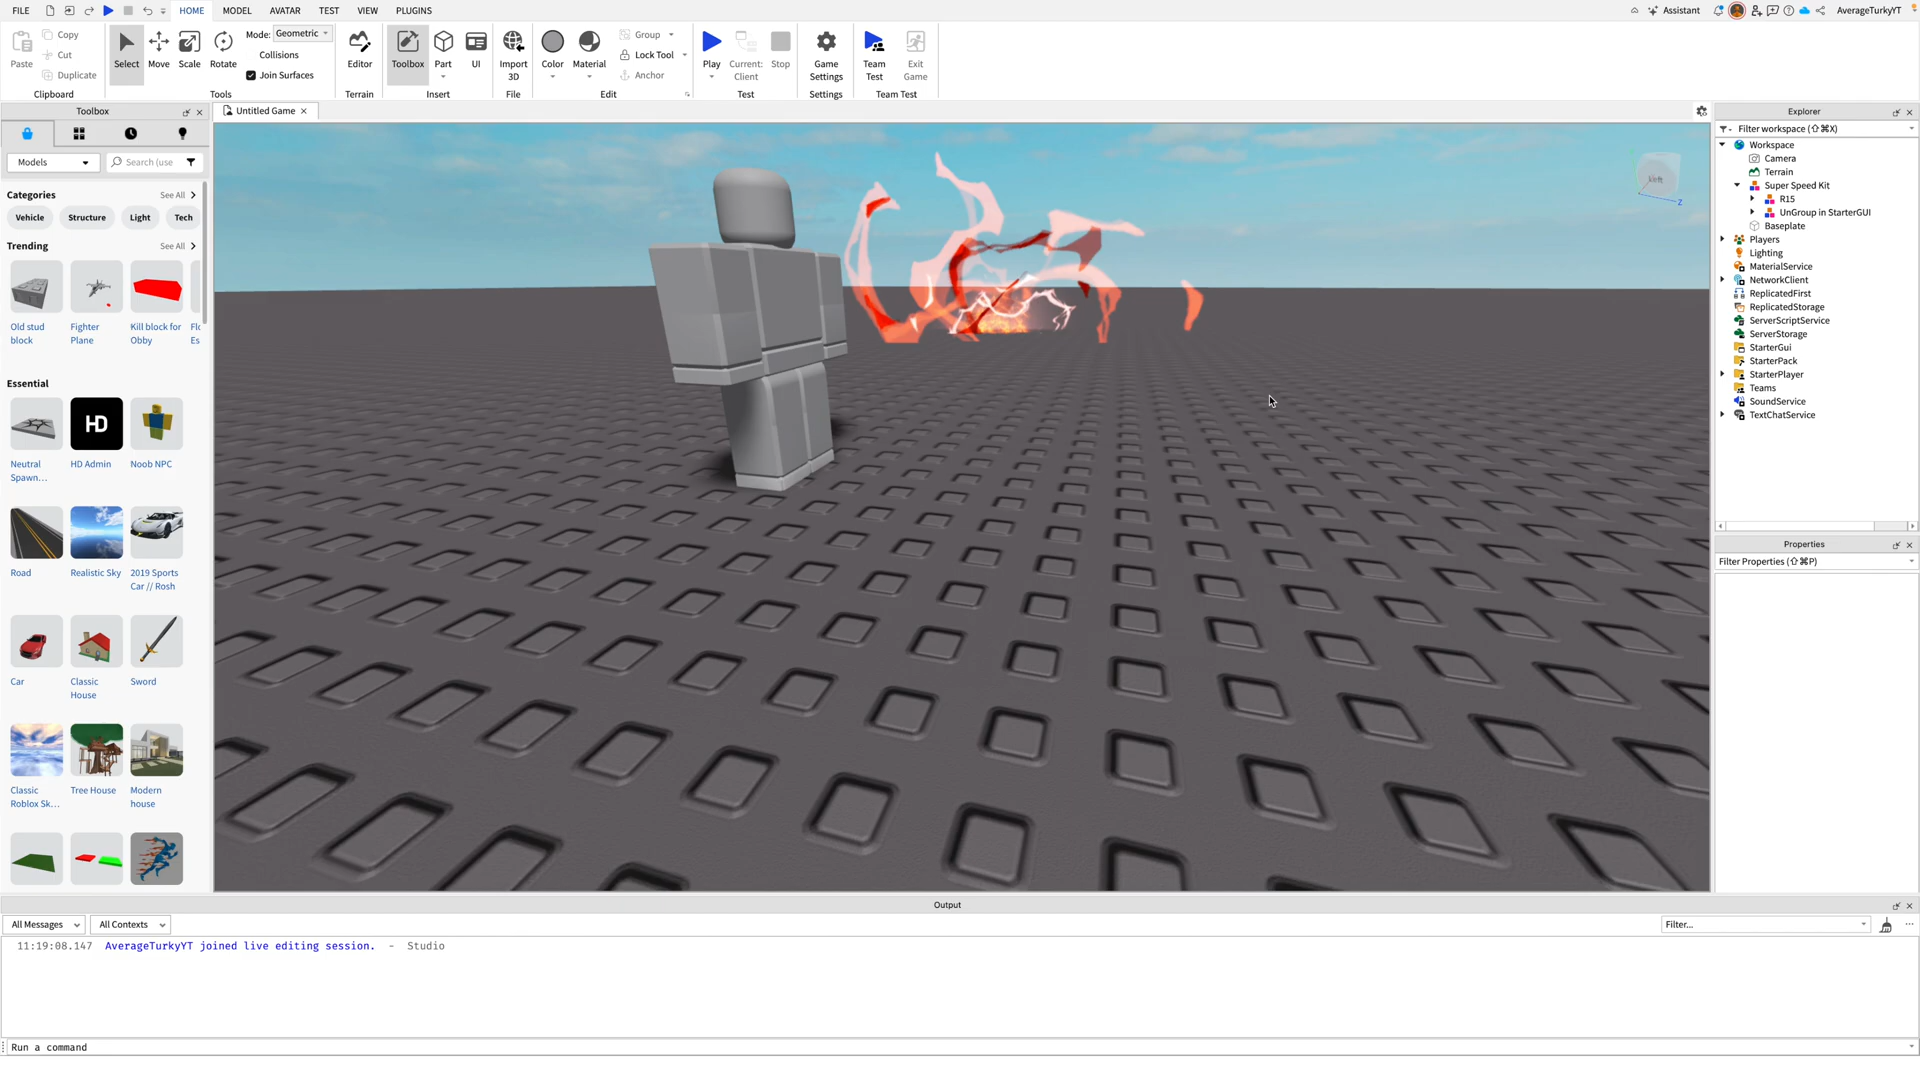 FILE
HOME
MODEL
AVATAR
TEST
VIEW
PLUGINS
Assistant
AverageTurkyYT
Paste
Copy
Cut
Duplicate
Clipboard
Select
Move
Scale
Rotate
Mode: Geometric
Collisions
Join Surfaces
Tools
Editor
Terrain
Toolbox
Part
UI
Insert
Import
3D
File
Color
Material
Group
Lock Tool
Anchor
Edit
Play
Current:
Client
Stop
Test
Game
Settings
Settings
Team
Test
Exit
Game
Team Test
Toolbox
Models
Search (use
Categories
See All
Vehicle
Structure
Light
Tech
Trending
See All
Old stud
block
Fighter
Plane
Kill block for
Obby
Flo
Es
Essential
HD
Neutral
Spawn...
HD Admin
Noob NPC
Road
Realistic Sky
2019 Sports
Car // Rosh
Car
Classic
House
Sword
Classic
Roblox Sk...
Tree House
Modern
house
Untitled Game
Left
Z
Explorer
Filter workspace (⇧⌘X)
Workspace
Camera
Terrain
Super Speed Kit
R15
UnGroup in StarterGUI
Baseplate
Players
Lighting
MaterialService
NetworkClient
ReplicatedFirst
ReplicatedStorage
ServerScriptService
ServerStorage
StarterGui
StarterPack
StarterPlayer
Teams
SoundService
TextChatService
Properties
Filter Properties (⇧⌘P)
Output
All Messages
All Contexts
Filter...
11:19:08.147 AverageTurkyYT joined live editing session. - Studio
Run a command